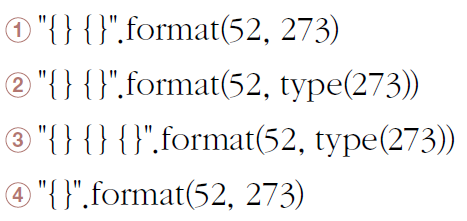 ① "{} {}".format(52, 273)
② "{} {}".format(52, type(273))
③ "{} {} {}".format(52, type(273))
④ "{}".format(52, 273)